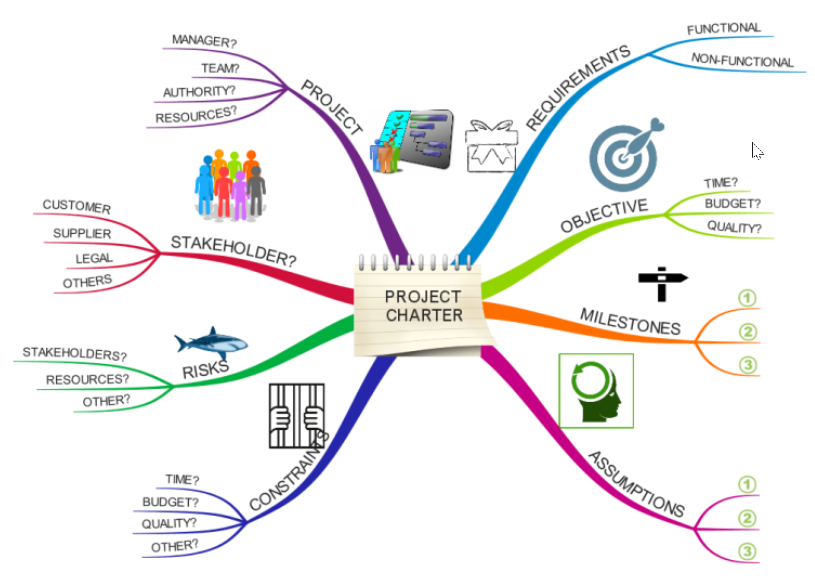 PROJECT
CHARTER
PROJECT
MANAGER?
TEAM?
AUTHORITY?
RESOURCES?
REQUIREMENTS
FUNCTIONAL
NON-FUNCTIONAL
OBJECTIVE
TIME?
BUDGET?
QUALITY?
MILESTONES
1
2
3
ASSUMPTIONS
1
2
3
STAKEHOLDER?
CUSTOMER
SUPPLIER
LEGAL
OTHERS
RISKS
STAKEHOLDERS?
RESOURCES?
OTHER?
CONSTRAINTS
TIME?
BUDGET?
QUALITY?
OTHER?